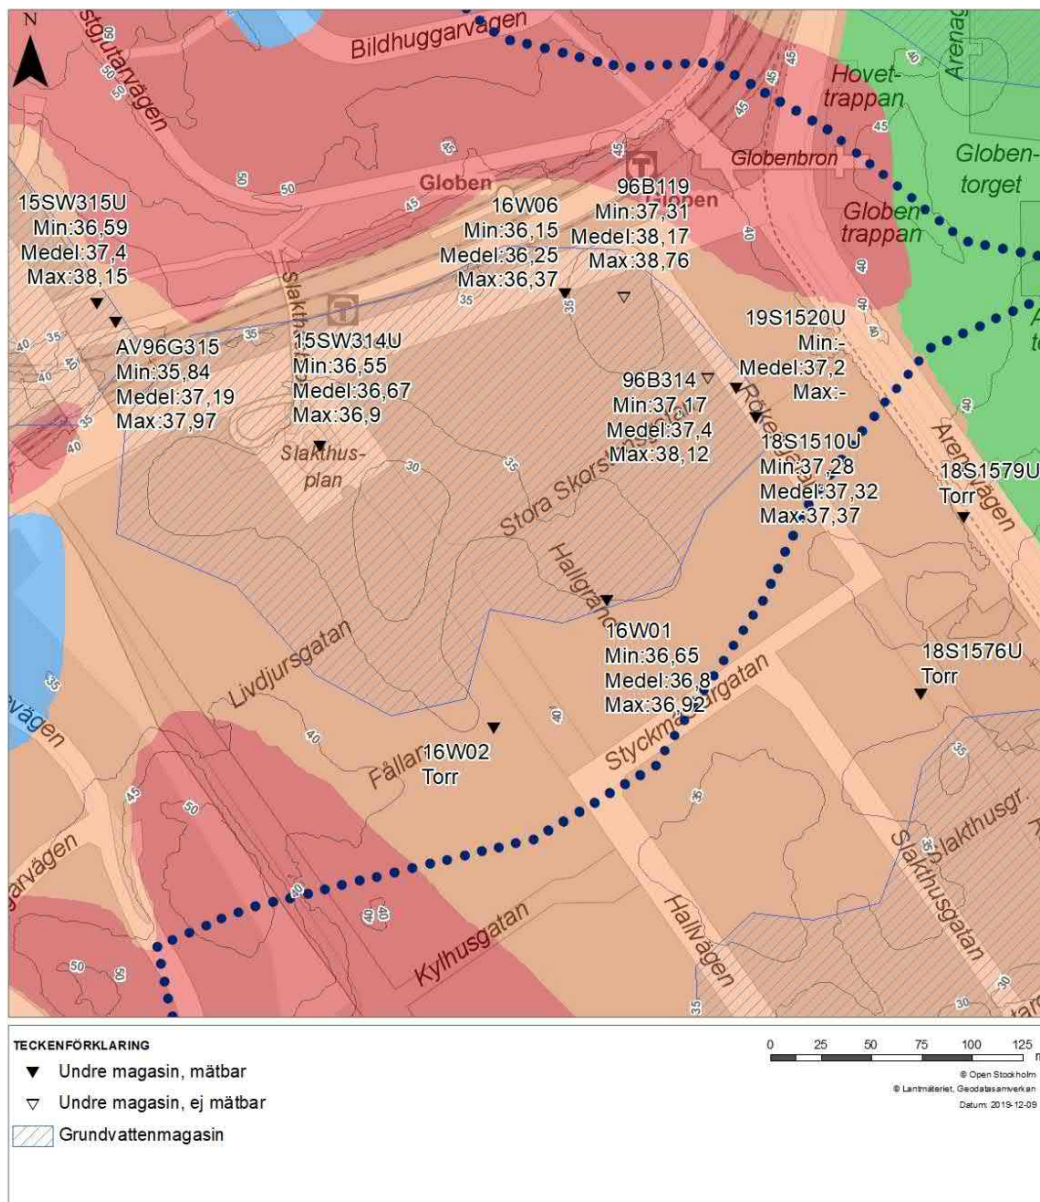 N
Bildhuggarvägen
stgjutarvägen
Arenag
Hovet-
trappan
Globenbron
Globen-
torget
Globen
trappan
T
Globen
Globen
96B119
Min:37,31
Medel:38,17
Max:38,76
16W06
Min:36,15
Medel:36,25
Max:36,37
15SW315U
Min:36,59
Medel:37,4
Max:38,15
T
AV96G315
Min:35,84
Medel:37,19
Max:37,97
15SW314U
Min:36,55
Medel:36,67
Max:36,9
Slakthus-
plan
19S1520U
Min:-
Medel:37,2
Max:-
96B314
Min:37,17
Medel:37,4
Max:38,12
18S1510U
Min:37,28
Medel:37,32
Max:37,37
Arenavägen
18S1579U
Torr
Stora Skorstensgatan
Hallgränd
16W01
Min:36,65
Medel:36,8
Max:36,92
18S1576U
Torr
Livdjursgatan
Fållan
16W02
Torr
Styckmästargatan
Slakthusgr.
Slakthusgatan
Hallvägen
Kylhusgatan
garvägen
TECKENFÖRKLARING
Undre magasin, mätbar
Undre magasin, ej mätbar
Grundvattenmagasin
0 25 50 75 100 125
m
© Open Stockholm
© Lantmäteriet, Geodatasamverkan
Datum: 2019-12-09